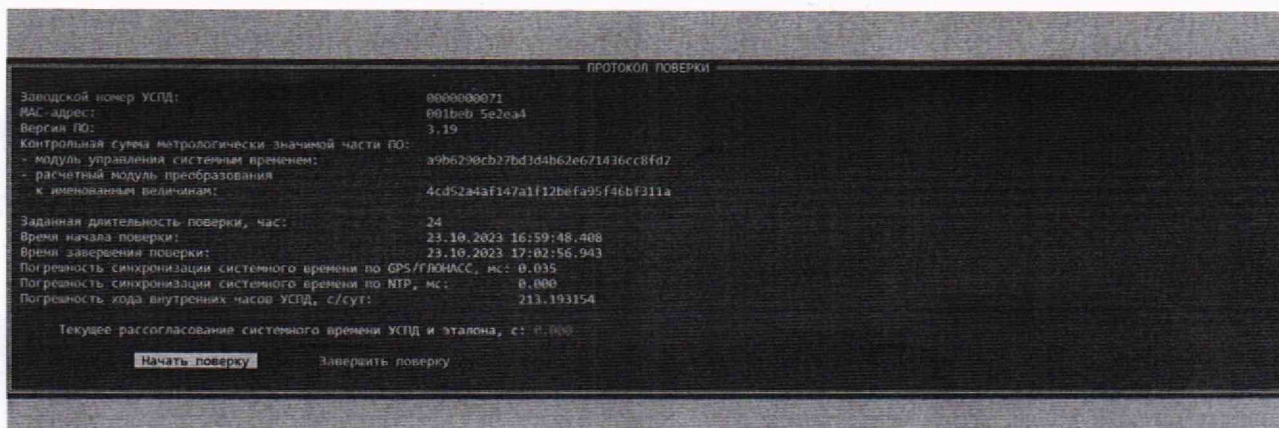 ПРОТОКОЛ ПОВЕРКИ
Заводской номер УСПД: 0000000071
MAC-адрес: 001beb 5e2ea4
Версия ПО: 3.19
Контрольная сумма метрологически значимой части ПО:
- модуль управления системным временем: a9b6290cb27bd3d4b62e671436cc8fd7
- расчетный модуль преобразования
к именованным величинам: 4cd52a4af147a1f12befa95f46bf311a
Заданная длительность поверки, час: 24
Время начала поверки: 23.10.2023 16:59:48.408
Время завершения поверки: 23.10.2023 17:02:56.943
Погрешность синхронизации системного времени по GPS/ГЛОНАСС, мс: 0.035
Погрешность синхронизации системного времени по NTP, мс: 0.000
Погрешность хода внутренних часов УСПД, с/сут: 213.193154
Текущее рассогласование системного времени УСПД и эталона, с: 0.000
Начать поверку Завершить поверку